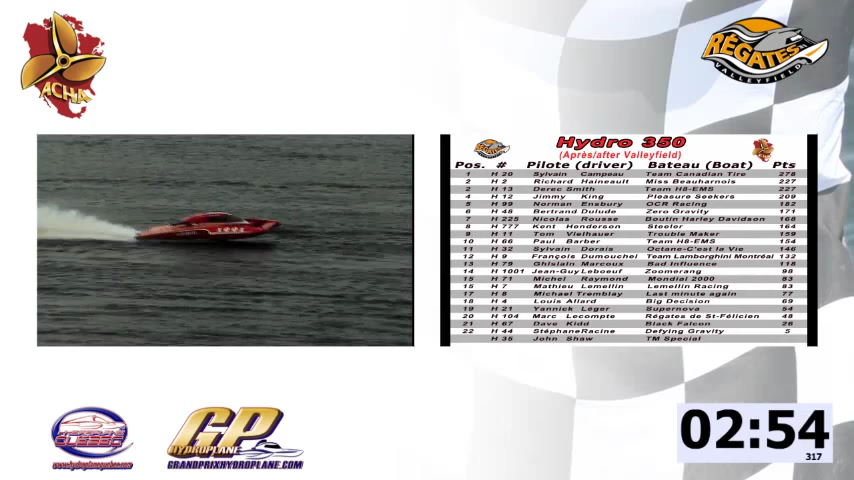 ACHA
RÉGATES
VALLEYFIELD
Hydro 350
(Après/after Valleyfield)
Pos. # Pilote (driver) Bateau (Boat) Pts
1 H 20 Sylvain Campeau Team Canadian Tire 278
2 H 2 Richard Haineault Miss Beauharnois 227
2 H 13 Derec Smith Team H8-EMS 227
4 H 12 Jimmy King Pleasure Seekers 209
5 H 99 Norman Ensbury OCR Racing 182
6 H 48 Bertrand Dulude Zero Gravity 171
7 H 225 Nicolas Rousse Boutin Harley Davidson 168
8 H 777 Kent Henderson Steeler 164
9 H 11 Tom Vielhauer Trouble Maker 159
10 H 66 Paul Barber Team H8-EMS 154
11 H 32 Sylvain Dorais Octane-C'est la Vie 146
12 H 9 François Dumouchel Team Lamborghini Montréal 132
13 H 79 Ghislain Marcoux Bad Influence 118
14 H 1001 Jean-Guy Leboeuf Zoomerang 98
15 H 71 Michel Raymond Mondial 2000 83
15 H 7 Mathieu Lemellin Lemellin Racing 83
17 H 8 Michael Tremblay Last minute again 77
18 H 4 Louis Allard Big Decision 69
19 H 21 Yannick Léger Supernova 54
20 H 104 Marc Lecompte Régates de St-Félicien 48
21 H 67 Dave Kidd Black Falcon 26
22 H 44 Stéphane Racine Defying Gravity 5
H 35 John Shaw TM Special
QUEBEC
www.hydroplanequebec.com
GP
HYDROPLANE
GRANDPRIXHYDROPLANE.COM
02:54
317